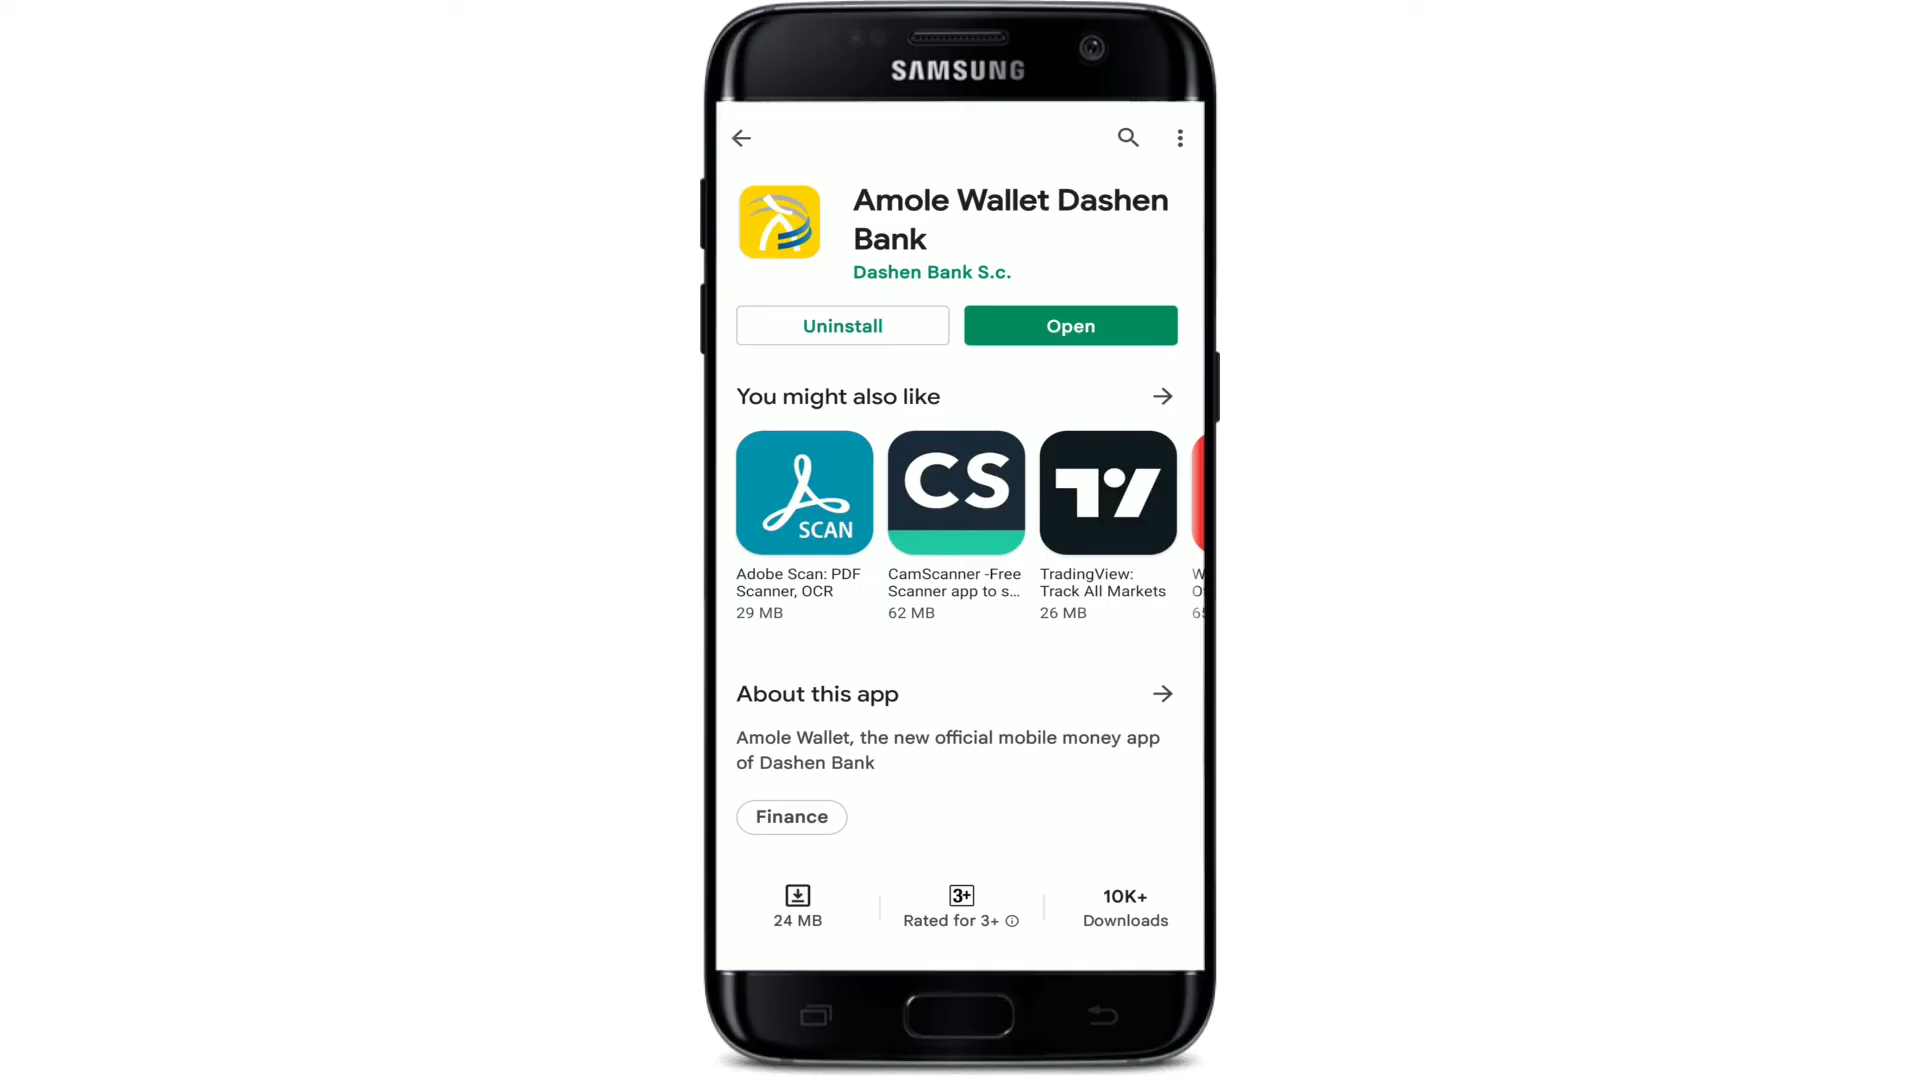 SAMSUNG
Amole Wallet Dashen
Bank
Dashen Bank S.c.
Uninstall
Open
You might also like
SCAN
CS
Adobe Scan: PDF
Scanner, OCR
29 MB
CamScanner -Free
Scanner app to s...
62 MB
TradingView:
Track All Markets
26 MB
W
O
65
About this app
Amole Wallet, the new official mobile money app
of Dashen Bank
Finance
24 MB
3+
Rated for 3+
10K+
Downloads